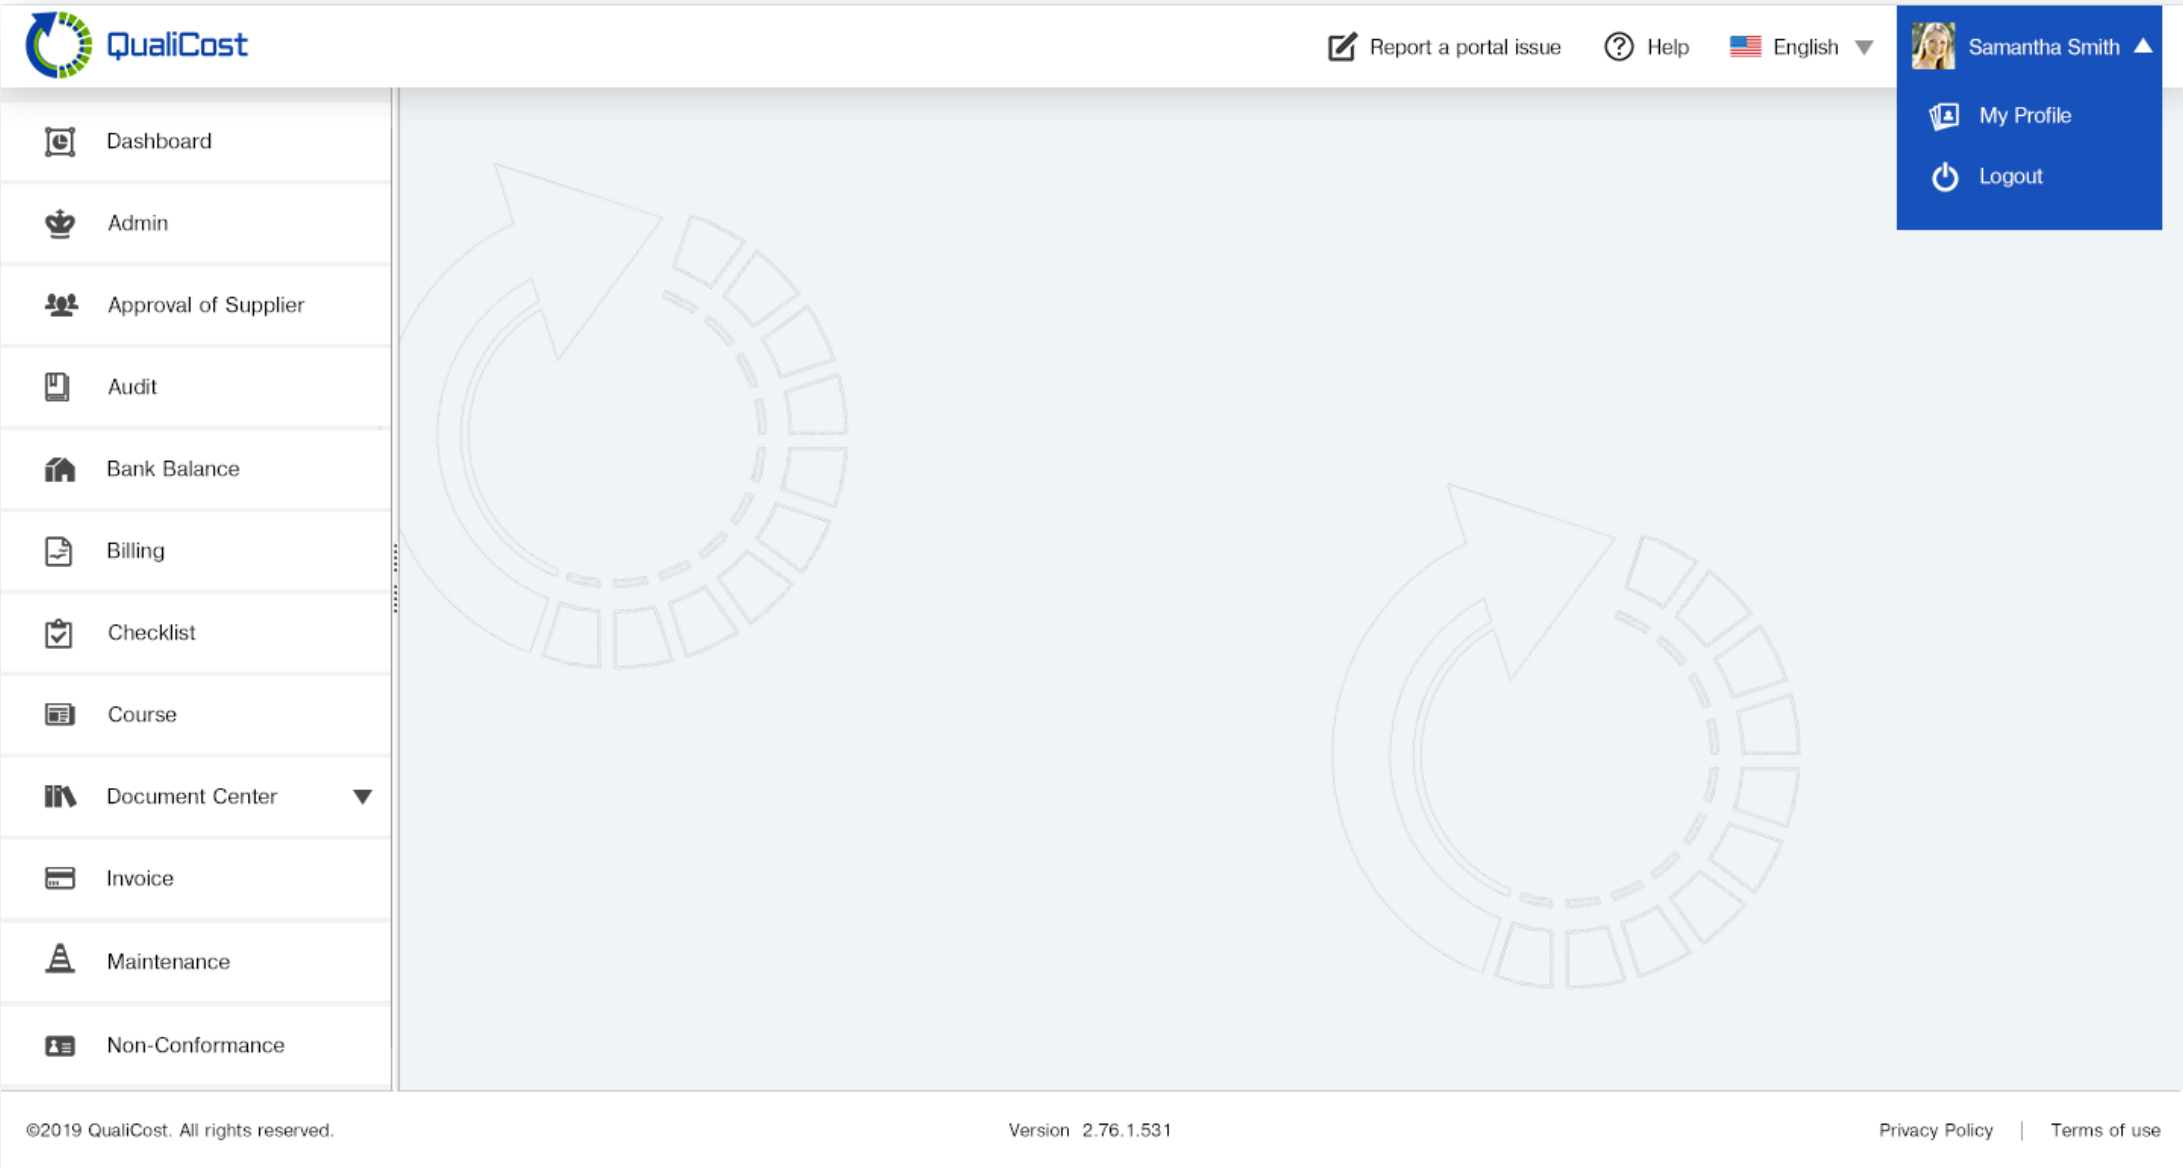 QualiCost
Report a portal issue
Help
English
Samantha Smith
My Profile
Logout
Dashboard
Admin
Approval of Supplier
Audit
Bank Balance
Billing
Checklist
Course
Document Center
Invoice
Maintenance
Non-Conformance
©2019 QualiCost. All rights reserved.
Version 2.76.1.531
Privacy Policy | Terms of use